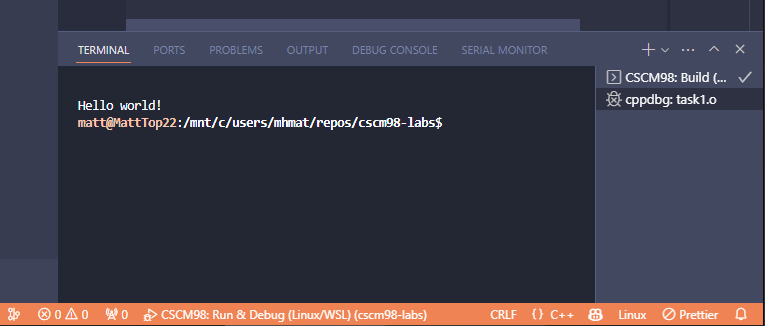 TERMINAL PORTS PROBLEMS OUTPUT DEBUG CONSOLE SERIAL MONITOR
Hello world!
matt@MattTop22:/mnt/c/users/mhmat/repos/cscm98-labs$
CSCM98: Build (...
cppdbg: task1.o
0 0 0 CSCM98: Run & Debug (Linux/WSL) (cscm98-labs) CRLF {} C++ Linux Prettier